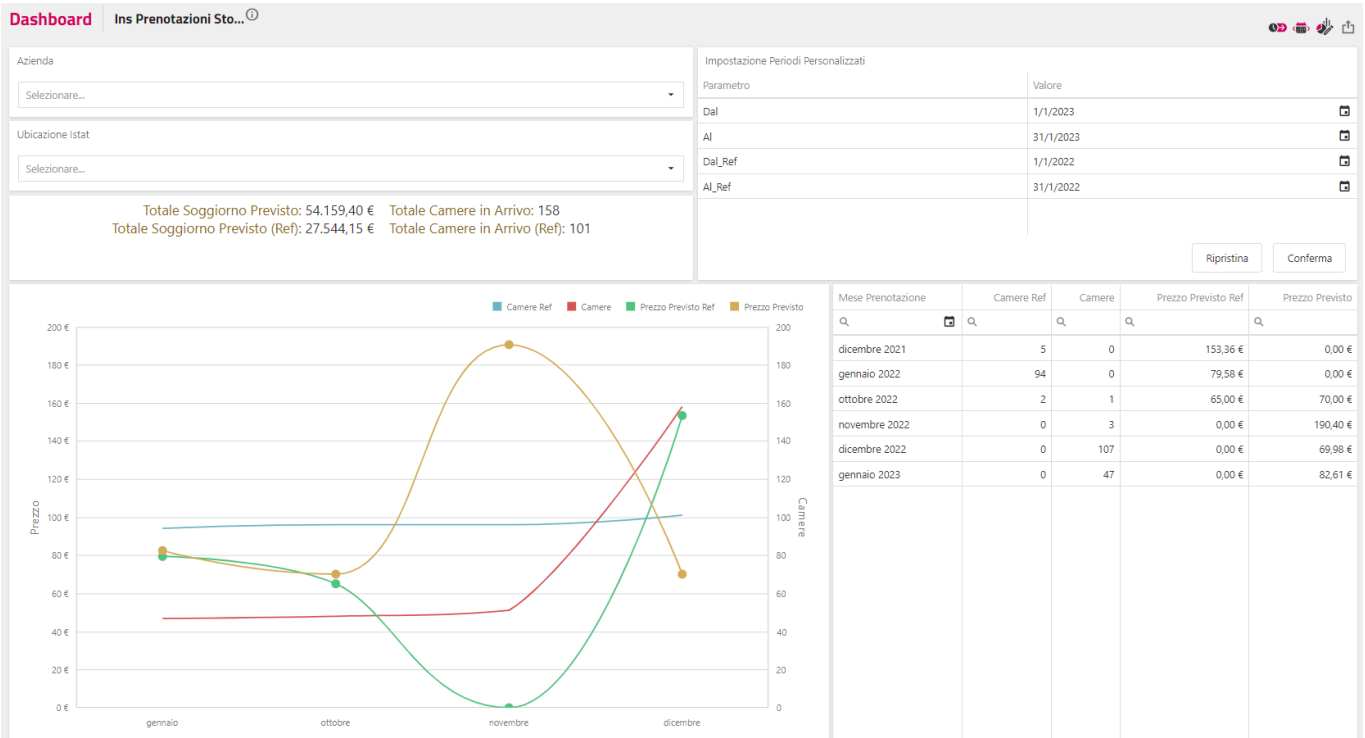 Dashboard Ins Prenotazioni Sto...
Azienda
Selezionare...
Ubicazione Istat
Selezionare...
Totale Soggiorno Previsto: 54.159,40 € Totale Camere in Arrivo: 158
Totale Soggiorno Previsto (Ref): 27.544,15 € Totale Camere in Arrivo (Ref): 101
Impostazione Periodi Personalizzati
Parametro Valore
Dal 1/1/2023
Al 31/1/2023
Dal_Ref 1/1/2022
Al_Ref 31/1/2022
Ripristina Conferma
Camere Ref Camere Prezzo Previsto Ref Prezzo Previsto
200 € 200
180 € 180
160 € 160
140 € 140
120 € 120
100 € 100
80 € 80
60 € 60
40 € 40
20 € 20
0 € 0
Prezzo
Camere
gennaio ottobre novembre dicembre
Mese Prenotazione Camere Ref Camere Prezzo Previsto Ref Prezzo Previsto
dicembre 2021 5 0 153,36 € 0,00 €
gennaio 2022 94 0 79,58 € 0,00 €
ottobre 2022 2 1 65,00 € 70,00 €
novembre 2022 0 3 0,00 € 190,40 €
dicembre 2022 0 107 0,00 € 69,98 €
gennaio 2023 0 47 0,00 € 82,61 €